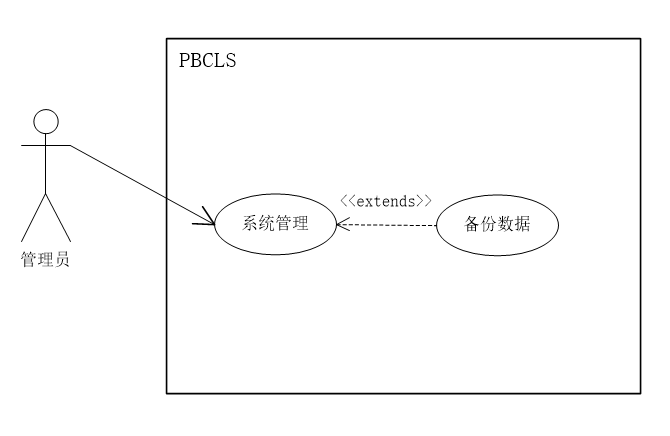 PBCLS
<<extends>>
系统管理
备份数据
管理员